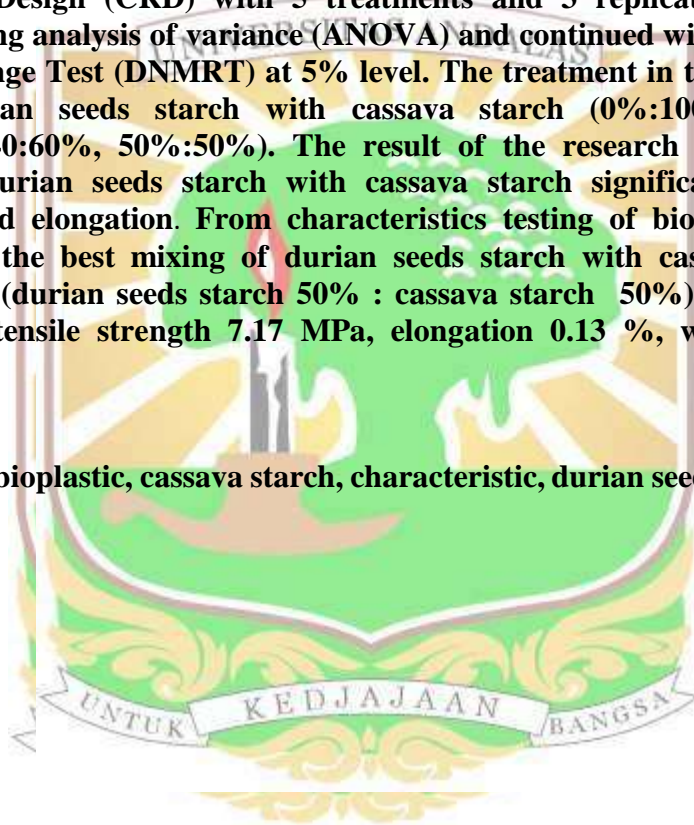 Design (CRD) with 5 treatments and 3 replicat
ng analysis of variance (ANOVA) and continued wi
nge Test (DNMRT) at 5% level. The treatment in t
an seeds starch with cassava starch (0%:10
0:60%, 50%:50%). The result of the research
urian seeds starch with cassava starch signific
d elongation. From characteristics testing of bio
the best mixing of durian seeds starch with cas
(durian seeds starch 50% : cassava starch 50%)
tensile strength 7.17 MPa, elongation 0.13 %, w
bioplastic, cassava starch, characteristic, durian see
UNIVERSITAS ANDALAS
UNTUK KEDJAJAAN BANGSA